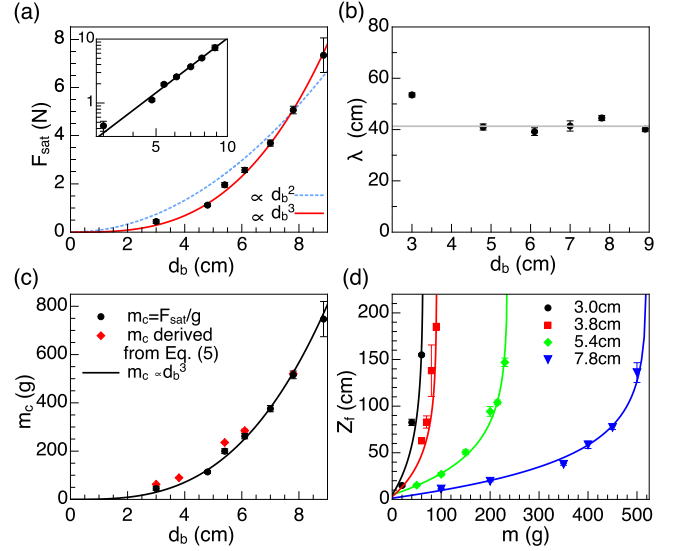 (a)
F_sat (N)
8
6
4
2
0
10
1
5
10
∝ d_b^2
∝ d_b^3
0
2
4
6
8
d_b (cm)
(b)
λ (cm)
80
60
40
20
0
3
4
5
6
7
8
9
d_b (cm)
(c)
m_c (g)
800
600
400
200
0
m_c=F_sat/g
m_c derived
from Eq. (5)
m_c ∝d_b^3
0
2
4
6
8
d_b (cm)
(d)
Z_f (cm)
200
150
100
50
0
3.0cm
3.8cm
5.4cm
7.8cm
0
100
200
300
400
500
m (g)